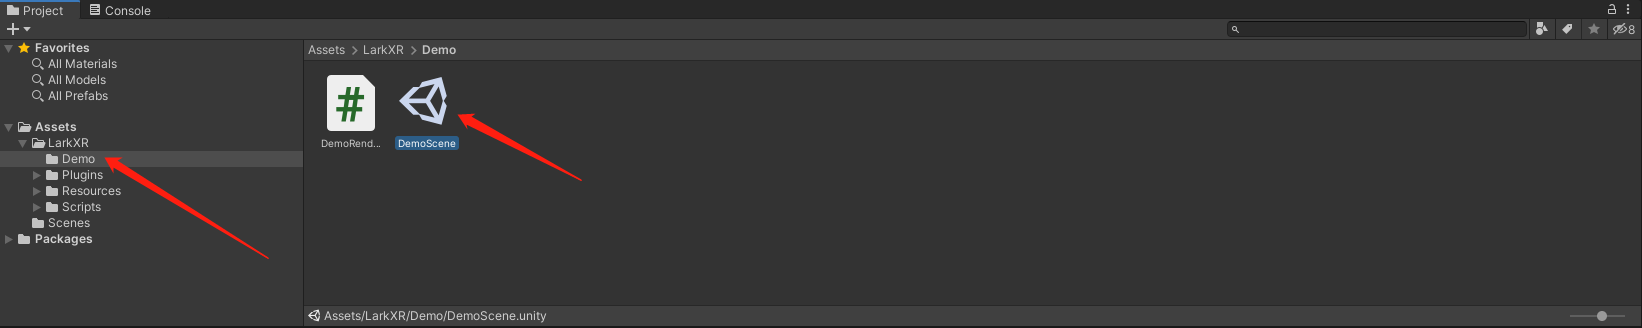 Project Console
8
Favorites
All Materials
All Models
All Prefabs
Assets
LarkXR
Demo
Plugins
Resources
Scripts
Scenes
Packages
Assets > LarkXR > Demo
#
DemoRend... DemoScene
Assets/LarkXR/Demo/DemoScene.unity